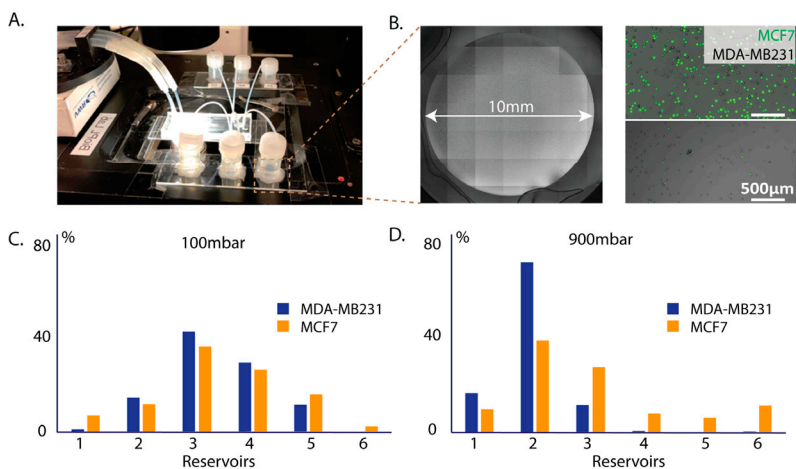 A.
B.
MCF7
MDA-MB231
10mm
500µm
C.
80
%
100mbar
MDA-MB231
MCF7
40
0
1 2 3 4 5 6
Reservoirs
D.
80
%
900mbar
MDA-MB231
MCF7
40
0
1 2 3 4 5 6
Reservoirs